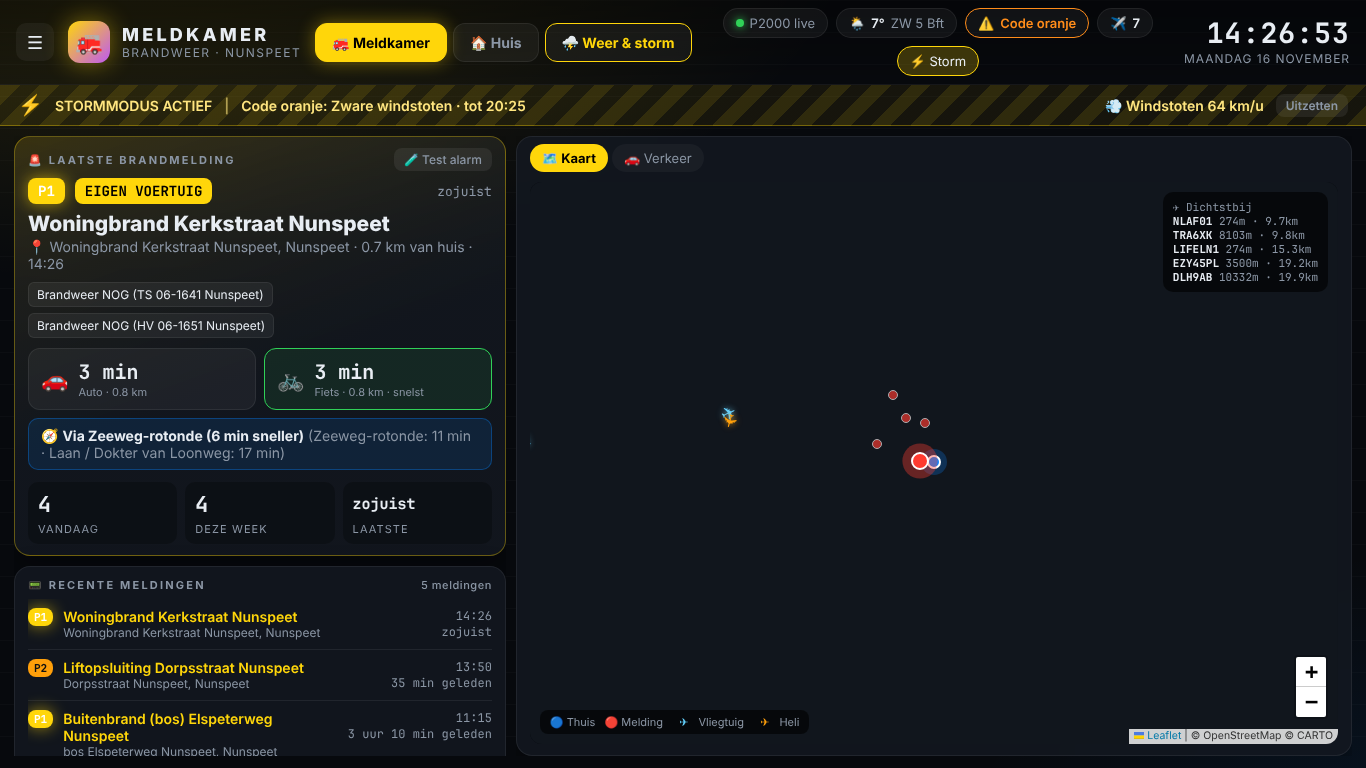 ☰
MELDKAMER
BRANDWEER · NUNSPEET
🚒 Meldkamer
🏠 Huis
⛈️ Weer & storm
P2000 live
🌦️ 7° ZW 5 Bft
⚠️ Code oranje
✈️ 7
⚡ Storm
14:26:53
MAANDAG 16 NOVEMBER
⚡ STORMMODUS ACTIEF | Code oranje: Zware windstoten · tot 20:25
💨 Windstoten 64 km/u
Uitzetten
🚨 LAATSTE BRANDMELDING
🧪 Test alarm
P1 EIGEN VOERTUIG
zojuist
Woningbrand Kerkstraat Nunspeet
📍 Woningbrand Kerkstraat Nunspeet, Nunspeet · 0.7 km van huis ·
14:26
Brandweer NOG (TS 06-1641 Nunspeet)
Brandweer NOG (HV 06-1651 Nunspeet)
🚗 3 min
Auto · 0.8 km
🚲 3 min
Fiets · 0.8 km · snelst
🧭 Via Zeeweg-rotonde (6 min sneller) (Zeeweg-rotonde: 11 min
· Laan / Dokter van Loonweg: 17 min)
4
VANDAAG
4
DEZE WEEK
zojuist
LAATSTE
📟 RECENTE MELDINGEN
5 meldingen
P1 Woningbrand Kerkstraat Nunspeet
14:26
Woningbrand Kerkstraat Nunspeet, Nunspeet
zojuist
P2 Liftopsluiting Dorpsstraat Nunspeet
13:50
Dorpsstraat Nunspeet, Nunspeet
35 min geleden
P1 Buitenbrand (bos) Elspeterweg
Nunspeet
11:15
3 uur 10 min geleden
bos Elspeterweg Nunspeet, Nunspeet
🗺️ Kaart
🚗 Verkeer
✈ Dichtstbij
NLAF01 274m · 9.7km
TRA6XK 8103m · 9.8km
LIFELN1 274m · 15.3km
EZY45PL 3500m · 19.2km
DLH9AB 10332m · 19.9km
🔵 Thuis 🔴 Melding ✈ Vliegtuig ✈ Heli
+
−
Leaflet | © OpenStreetMap © CARTO